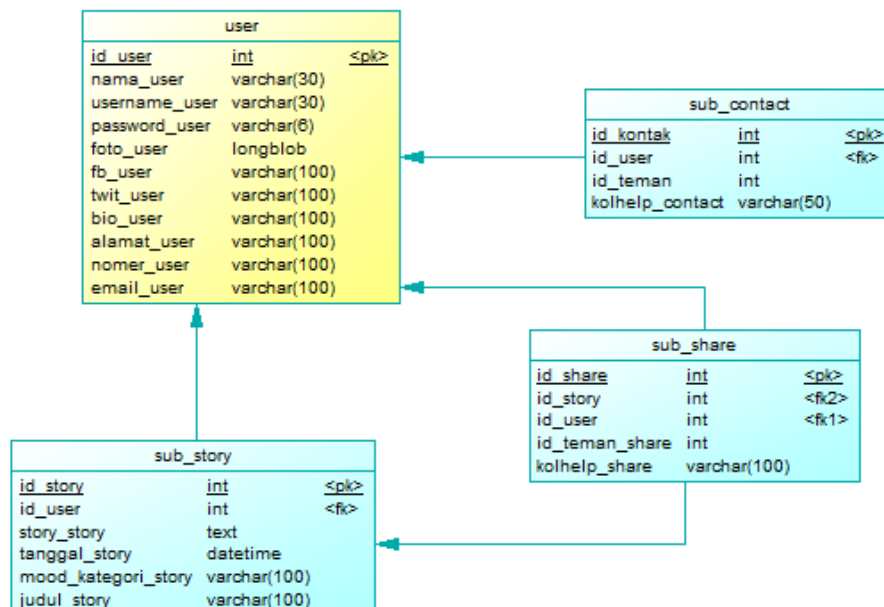 user
id_user int <pk>
nama_user varchar(30)
username_user varchar(30)
password_user varchar(6)
foto_user longblob
fb_user varchar(100)
twit_user varchar(100)
bio_user varchar(100)
alamat_user varchar(100)
nomer_user varchar(100)
email_user varchar(100)
sub_contact
id_kontak int <pk>
id_user int <fk>
id_teman int
kolhelp_contact varchar(50)
sub_share
id_share int <pk>
id_story int <fk2>
id_user int <fk1>
id_teman_share int
kolhelp_share varchar(100)
sub_story
id_story int <pk>
id_user int <fk>
story_story text
tanggal_story datetime
mood_kategori_story varchar(100)
judul_story varchar(100)